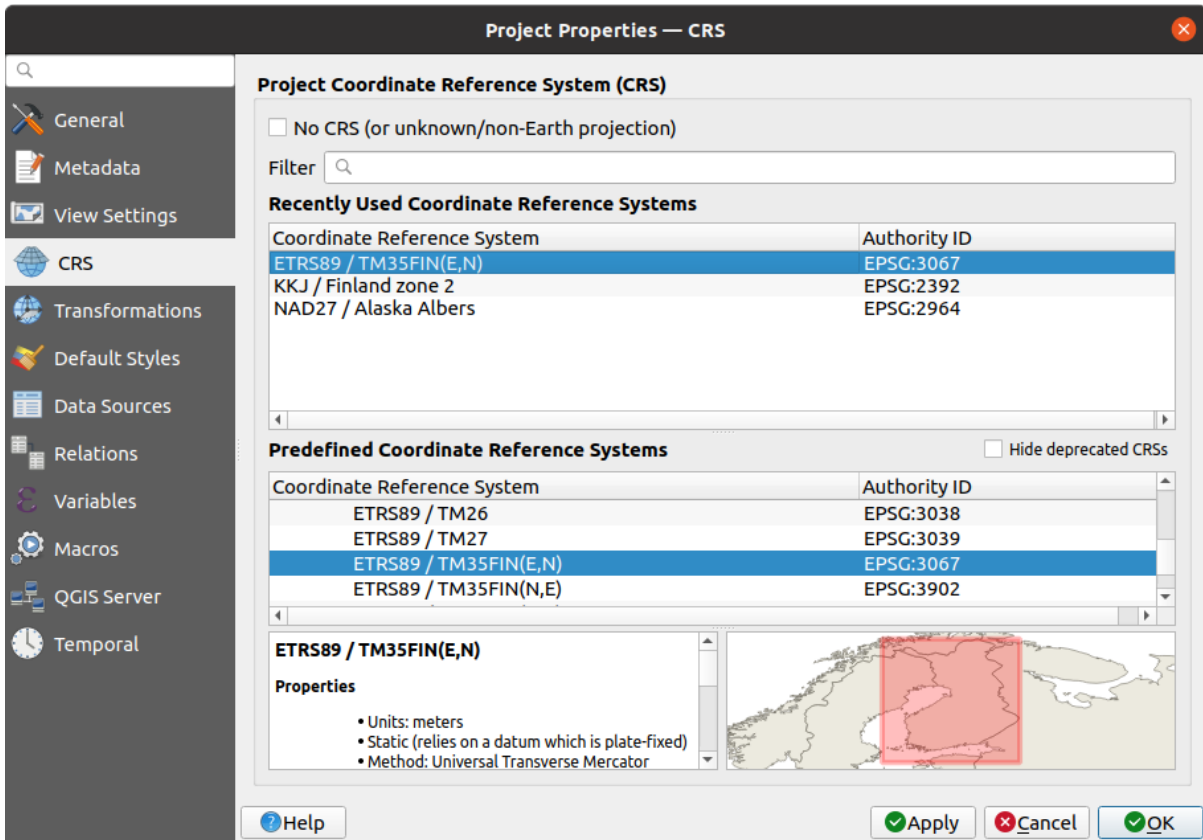 Project Properties — CRS
General
Metadata
View Settings
CRS
Transformations
Default Styles
Data Sources
Relations
Variables
Macros
QGIS Server
Temporal
Project Coordinate Reference System (CRS)
No CRS (or unknown/non-Earth projection)
Filter
Recently Used Coordinate Reference Systems
Coordinate Reference System Authority ID
ETRS89 / TM35FIN(E,N) EPSG:3067
KKJ / Finland zone 2 EPSG:2392
NAD27 / Alaska Albers EPSG:2964
Predefined Coordinate Reference Systems Hide deprecated CRSs
Coordinate Reference System Authority ID
ETRS89 / TM26 EPSG:3038
ETRS89 / TM27 EPSG:3039
ETRS89 / TM35FIN(E,N) EPSG:3067
ETRS89 / TM35FIN(N,E) EPSG:3902
ETRS89 / TM35FIN(E,N)
Properties
• Units: meters
• Static (relies on a datum which is plate-fixed)
• Method: Universal Transverse Mercator
Help Apply Cancel OK